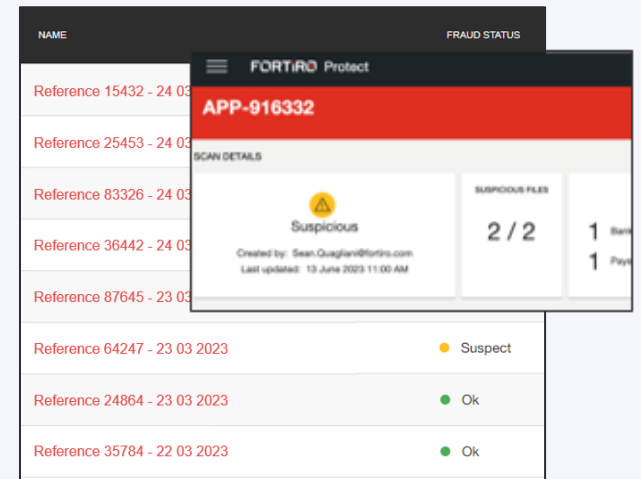 NAME FRAUD STATUS
Reference 15432 - 24 03
Reference 25453 - 24 03
Reference 83326 - 24 03
Reference 36442 - 24 03
Reference 87645 - 23 03
Reference 64247 - 23 03 2023 Suspect
Reference 24864 - 23 03 2023 Ok
Reference 35784 - 22 03 2023 Ok
FORTIRO Protect
APP-916332
SCAN DETAILS
Suspicious
Created by: Sean.Quagliani@fortiro.com
Last updated: 13 June 2023 11:00 AM
SUSPICIOUS FILES
2 / 2
1 Bank
1 Pays